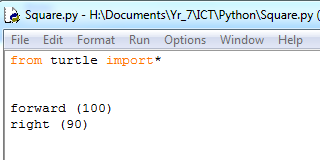 Square.py - H:\Documents\Yr_7\ICT\Python\Square.py (
File Edit Format Run Options Window Help
from turtle import*
forward (100)
right (90)